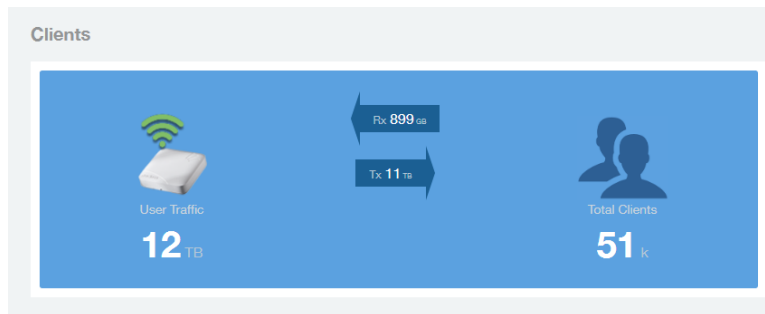 Clients
Rx 899 GB
Tx 11 TB
User Traffic
Total Clients
12 TB
51 k